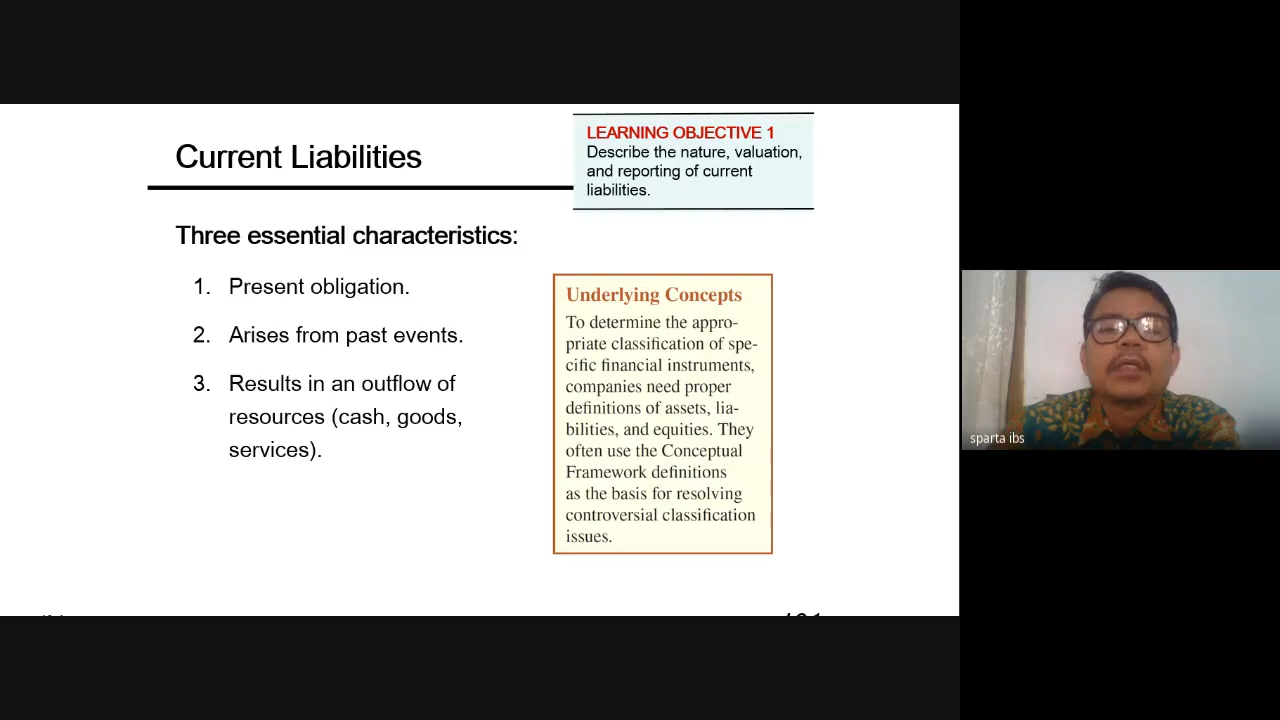 Current Liabilities
LEARNING OBJECTIVE 1
Describe the nature, valuation,
and reporting of current
liabilities.
Three essential characteristics:
1. Present obligation.
2. Arises from past events.
3. Results in an outflow of
resources (cash, goods,
services).
Underlying Concepts
To determine the appro-
priate classification of spe-
cific financial instruments,
companies need proper
definitions of assets, lia-
bilities, and equities. They
often use the Conceptual
Framework definitions
as the basis for resolving
controversial classification
issues.
sparta ibs